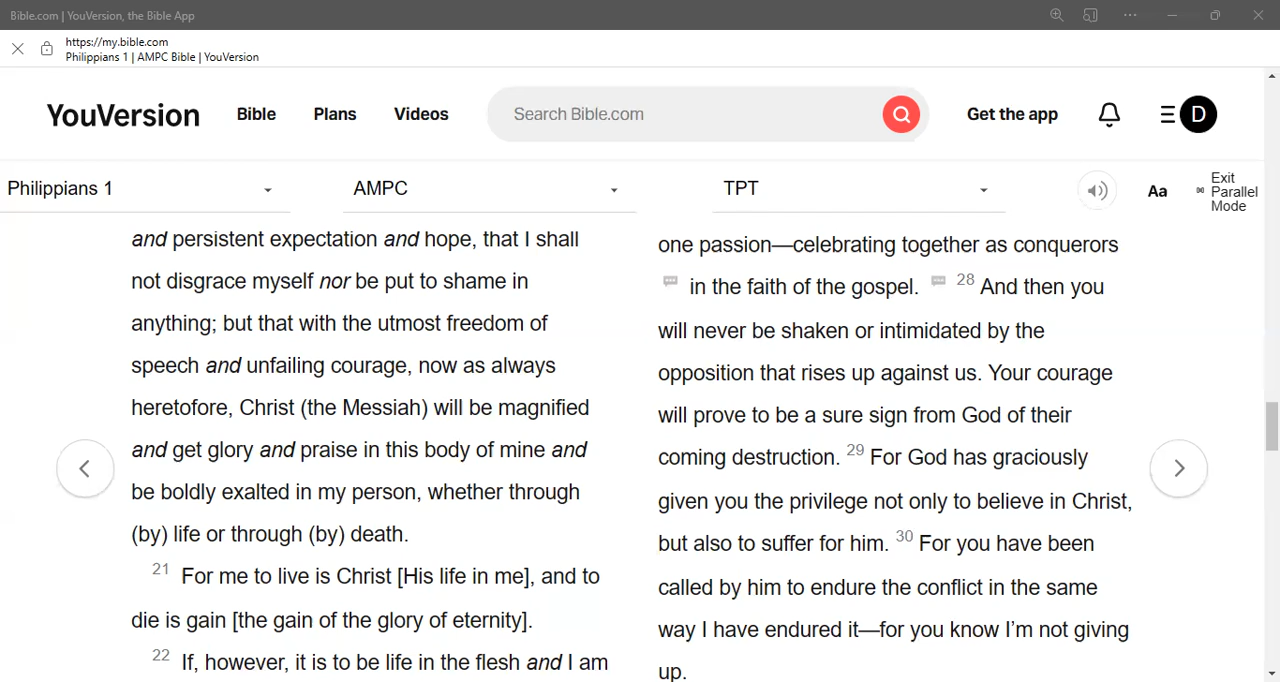 Bible.com | YouVersion, the Bible App
https://my.bible.com
Philippians 1 | AMPC Bible | YouVersion
YouVersion Bible Plans Videos Search Bible.com Get the app D
Philippians 1 AMPC TPT Aa Exit
Parallel
Mode
and persistent expectation and hope, that I shall
not disgrace myself nor be put to shame in
anything; but that with the utmost freedom of
speech and unfailing courage, now as always
heretofore, Christ (the Messiah) will be magnified
and get glory and praise in this body of mine and
be boldly exalted in my person, whether through
(by) life or through (by) death.
21 For me to live is Christ [His life in me], and to
die is gain [the gain of the glory of eternity].
22 If, however, it is to be life in the flesh and I am
one passion—celebrating together as conquerors
in the faith of the gospel. 28 And then you
will never be shaken or intimidated by the
opposition that rises up against us. Your courage
will prove to be a sure sign from God of their
coming destruction. 29 For God has graciously
given you the privilege not only to believe in Christ,
but also to suffer for him. 30 For you have been
called by him to endure the conflict in the same
way I have endured it—for you know I’m not giving
up.